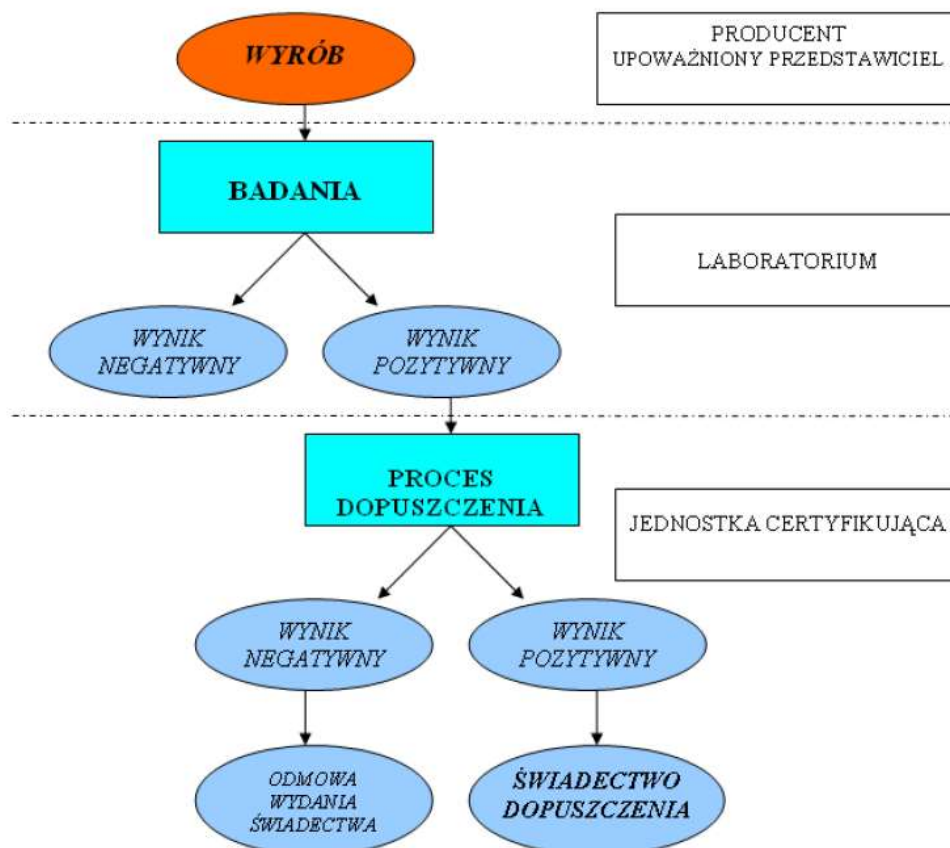 WYRÓB
PRODUCENT
UPOWAŻNIONY PRZEDSTAWICIEL
BADANIA
LABORATORIUM
WYNIK
NEGATYWNY
WYNIK
POZYTYWNY
PROCES
DOPUSZCZENIA
JEDNOSTKA CERTYFIKUJĄCA
WYNIK
NEGATYWNY
WYNIK
POZYTYWNY
ODMOWA
WYDANIA
ŚWIADECTWA
ŚWIADECTWO
DOPUSZCZENIA